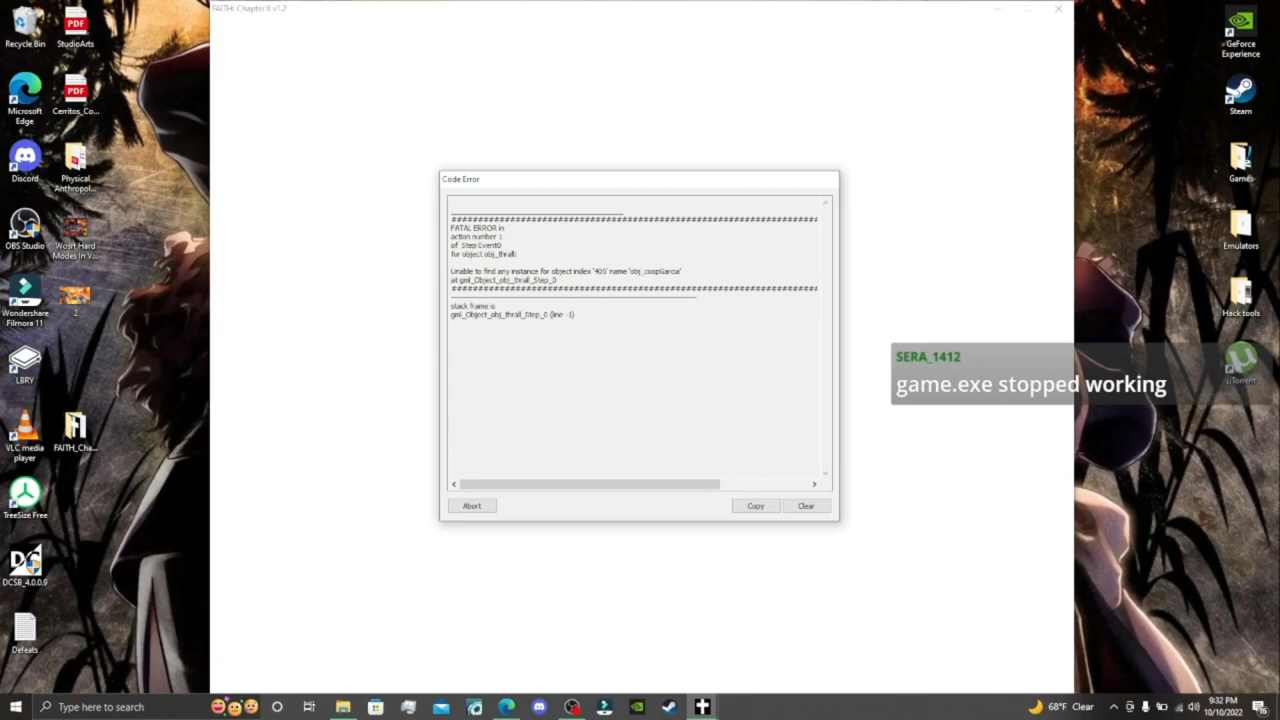 FAITH: Chapter II v1.2
Recycle Bin
StudioArts
Microsoft
Edge
Cerritos_Co...
Discord
Physical
Anthropol...
OBS Studio
Wosrt Hard
Modes In V...
Wondershare
Filmora 11
2
LBRY
VLC media
player
FAITH_Cha...
TreeSize Free
DCSB_4.0.0.9
Defeats
Code Error
############################################################################
FATAL ERROR in
action number 1
of Step Event0
for object obj_thrall:
Unable to find any instance for object index '405' name 'obj_coopGarcia'
at gml_Object_obj_thrall_Step_0
############################################################################
stack frame is
gml_Object_obj_thrall_Step_0 (line -1)
Abort
Copy
Clear
SERA_1412
game.exe stopped working
GeForce
Experience
Steam
Games
Emulators
Hack tools
uTorrent
Type here to search
68°F Clear
9:32 PM
10/10/2022
16